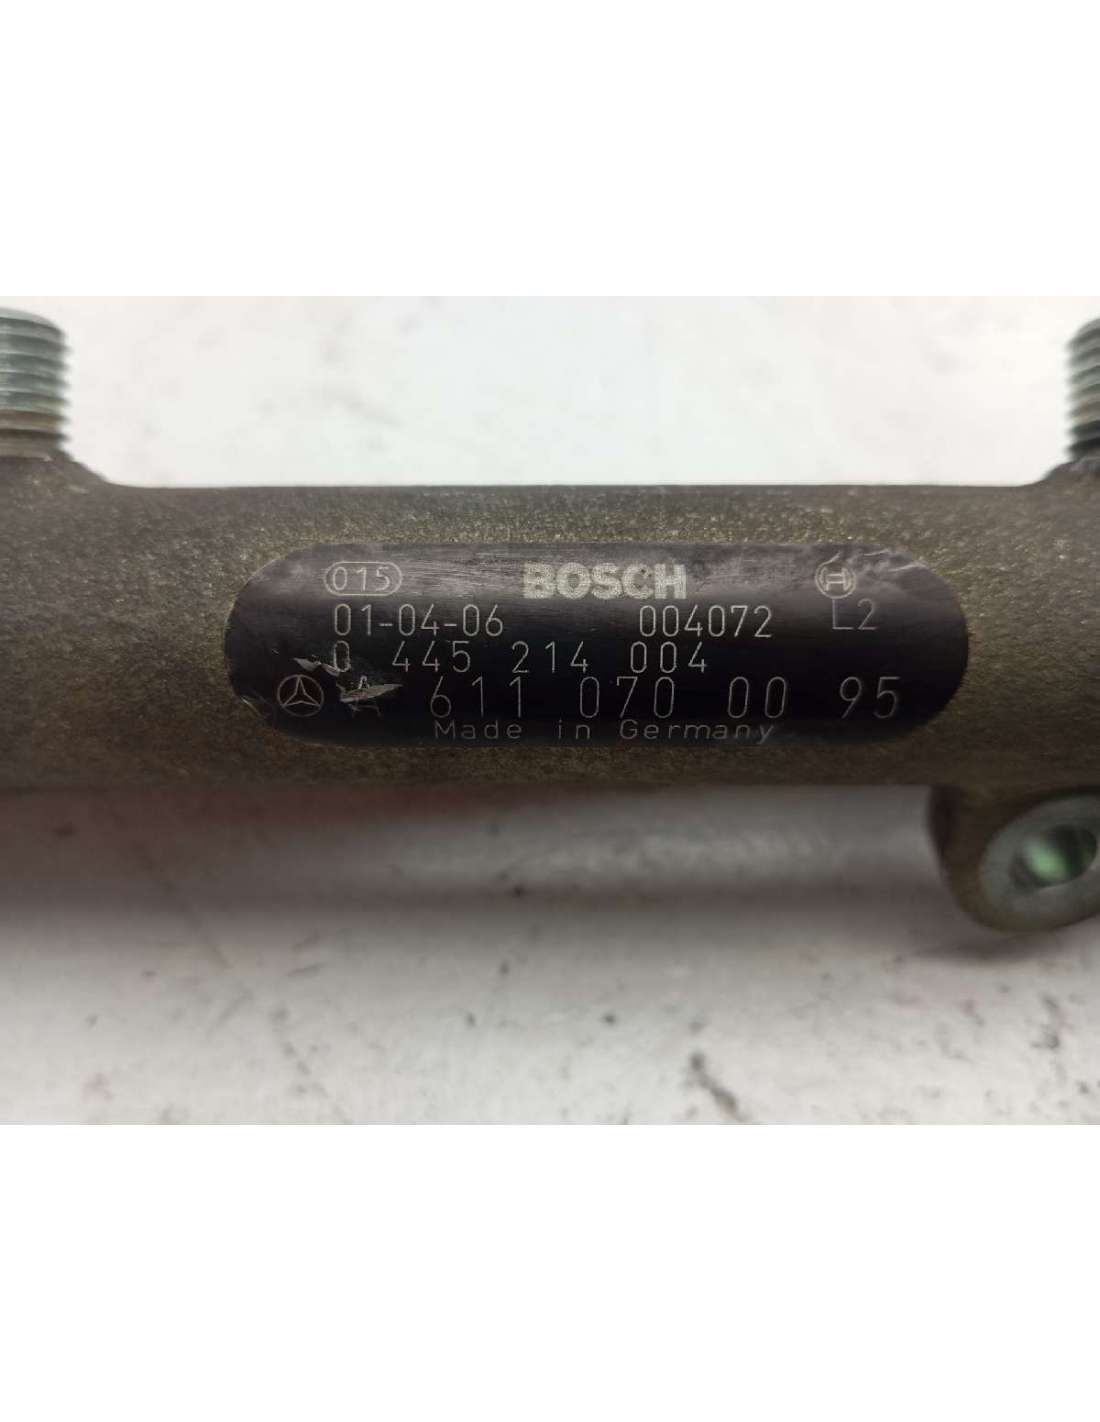 015 BOSCH
01-04-06 004072 L2
0 445 214 004
A 611 070 00 95
Made in Germany